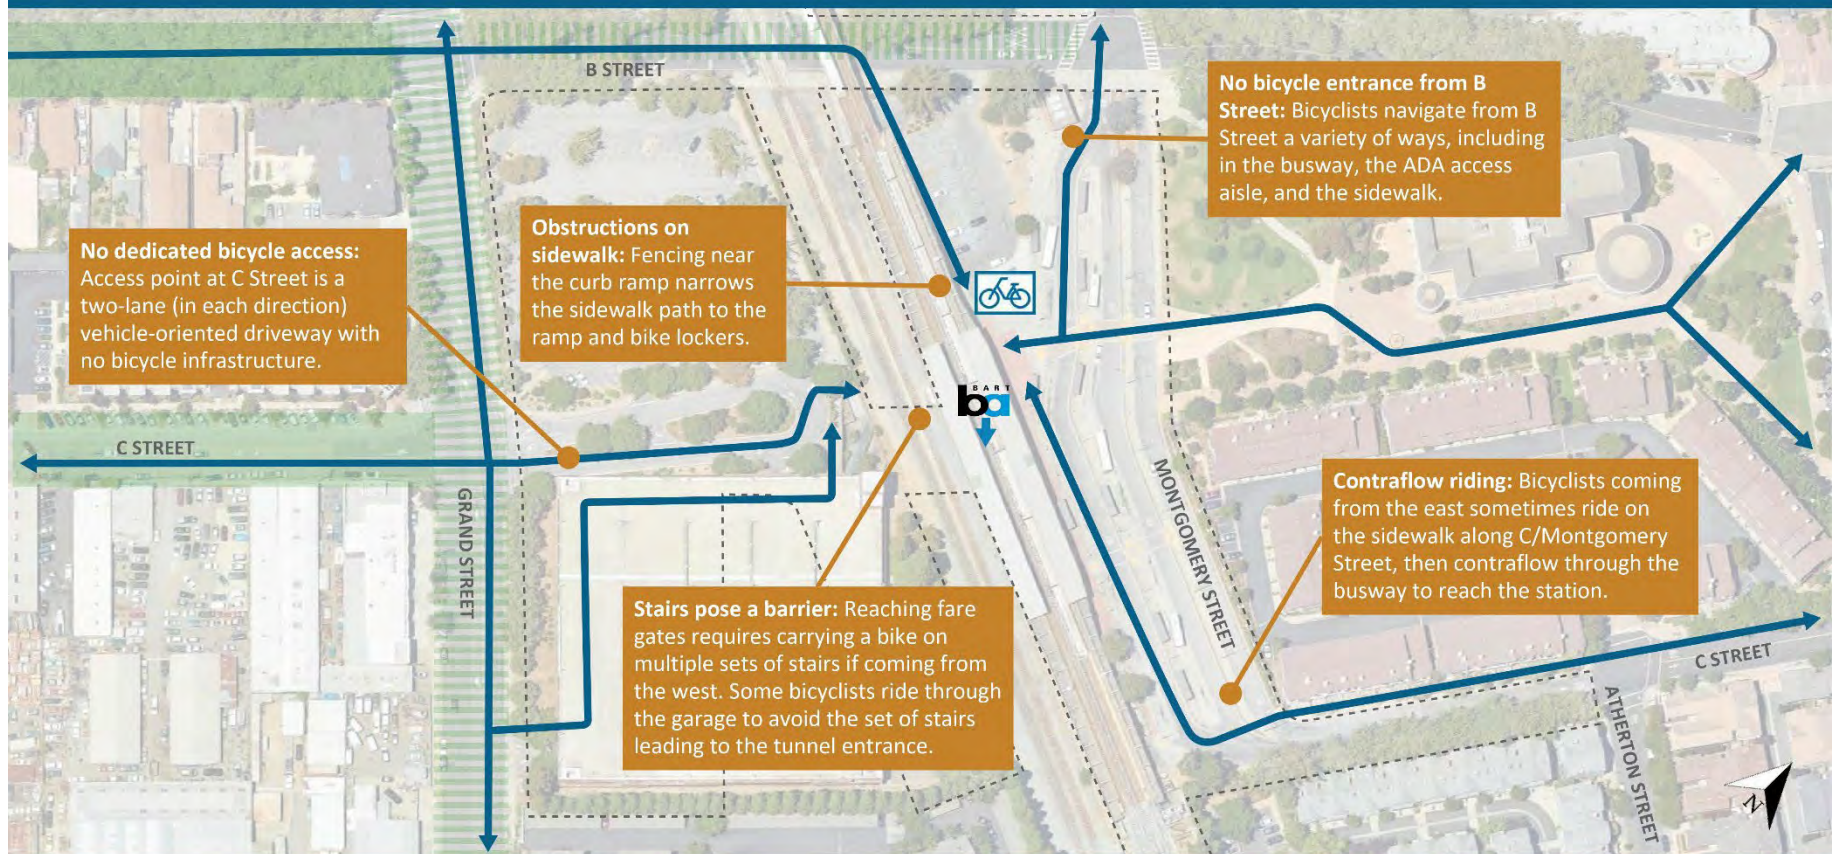 B STREET
No bicycle entrance from B
Street: Bicyclists navigate from B
Street a variety of ways, including
in the busway, the ADA access
aisle, and the sidewalk.
Obstructions on
sidewalk: Fencing near
the curb ramp narrows
the sidewalk path to the
ramp and bike lockers.
No dedicated bicycle access:
Access point at C Street is a
two-lane (in each direction)
vehicle-oriented driveway with
no bicycle infrastructure.
BART
ba
C STREET
GRAND STREET
MONTGOMERY STREET
Contraflow riding: Bicyclists coming
from the east sometimes ride on
the sidewalk along C/Montgomery
Street, then contraflow through the
busway to reach the station.
Stairs pose a barrier: Reaching fare
gates requires carrying a bike on
multiple sets of stairs if coming from
the west. Some bicyclists ride through
the garage to avoid the set of stairs
leading to the tunnel entrance.
C STREET
ATHERTON STREET
N